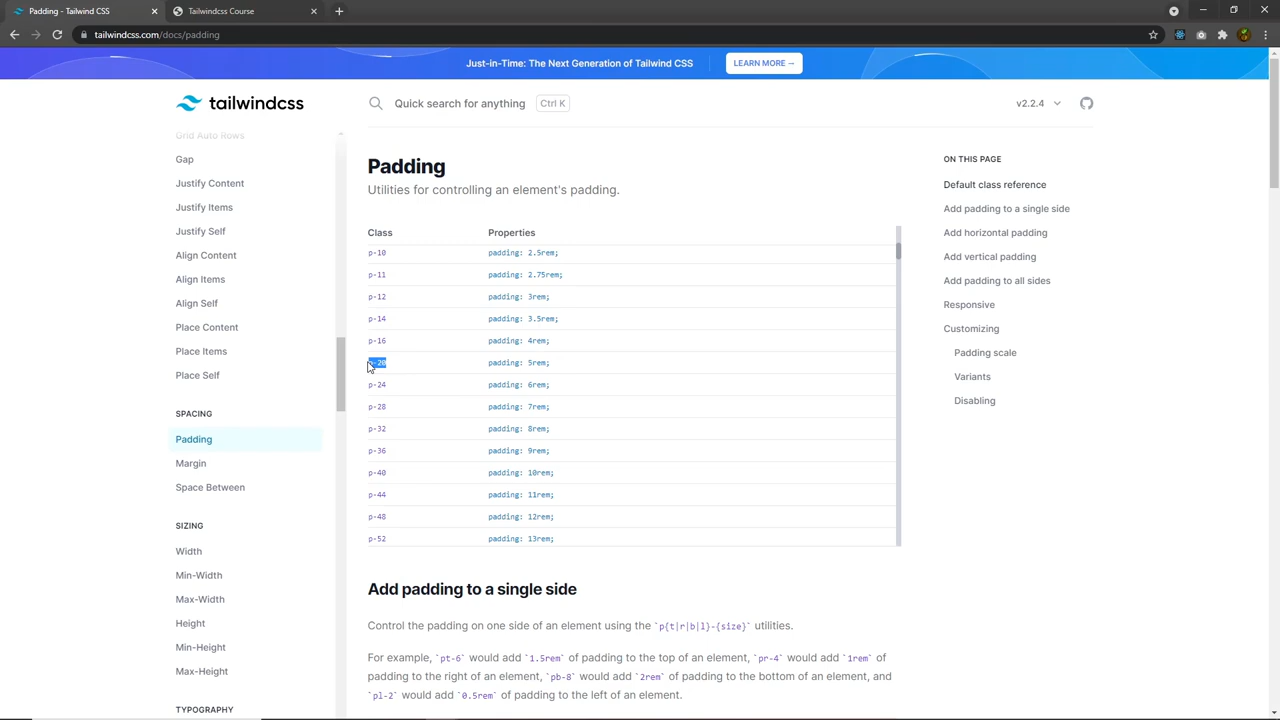 Padding - Tailwind CSS
Tailwindcss Course
tailwindcss.com/docs/padding
Just-in-Time: The Next Generation of Tailwind CSS
LEARN MORE →
tailwindcss
Quick search for anything
Ctrl K
v2.2.4
Grid Auto Rows
Gap
Justify Content
Justify Items
Justify Self
Align Content
Align Items
Align Self
Place Content
Place Items
Place Self
SPACING
Padding
Margin
Space Between
SIZING
Width
Min-Width
Max-Width
Height
Min-Height
Max-Height
TYPOGRAPHY
Padding
Utilities for controlling an element's padding.
Class Properties
p-10 padding: 2.5rem;
p-11 padding: 2.75rem;
p-12 padding: 3rem;
p-14 padding: 3.5rem;
p-16 padding: 4rem;
p-20 padding: 5rem;
p-24 padding: 6rem;
p-28 padding: 7rem;
p-32 padding: 8rem;
p-36 padding: 9rem;
p-40 padding: 10rem;
p-44 padding: 11rem;
p-48 padding: 12rem;
p-52 padding: 13rem;
Add padding to a single side
Control the padding on one side of an element using the `p{t|r|b|l}-{size}` utilities.
For example, `pt-6` would add `1.5rem` of padding to the top of an element, `pr-4` would add `1rem` of
padding to the right of an element, `pb-8` would add `2rem` of padding to the bottom of an element, and
`pl-2` would add `0.5rem` of padding to the left of an element.
ON THIS PAGE
Default class reference
Add padding to a single side
Add horizontal padding
Add vertical padding
Add padding to all sides
Responsive
Customizing
Padding scale
Variants
Disabling